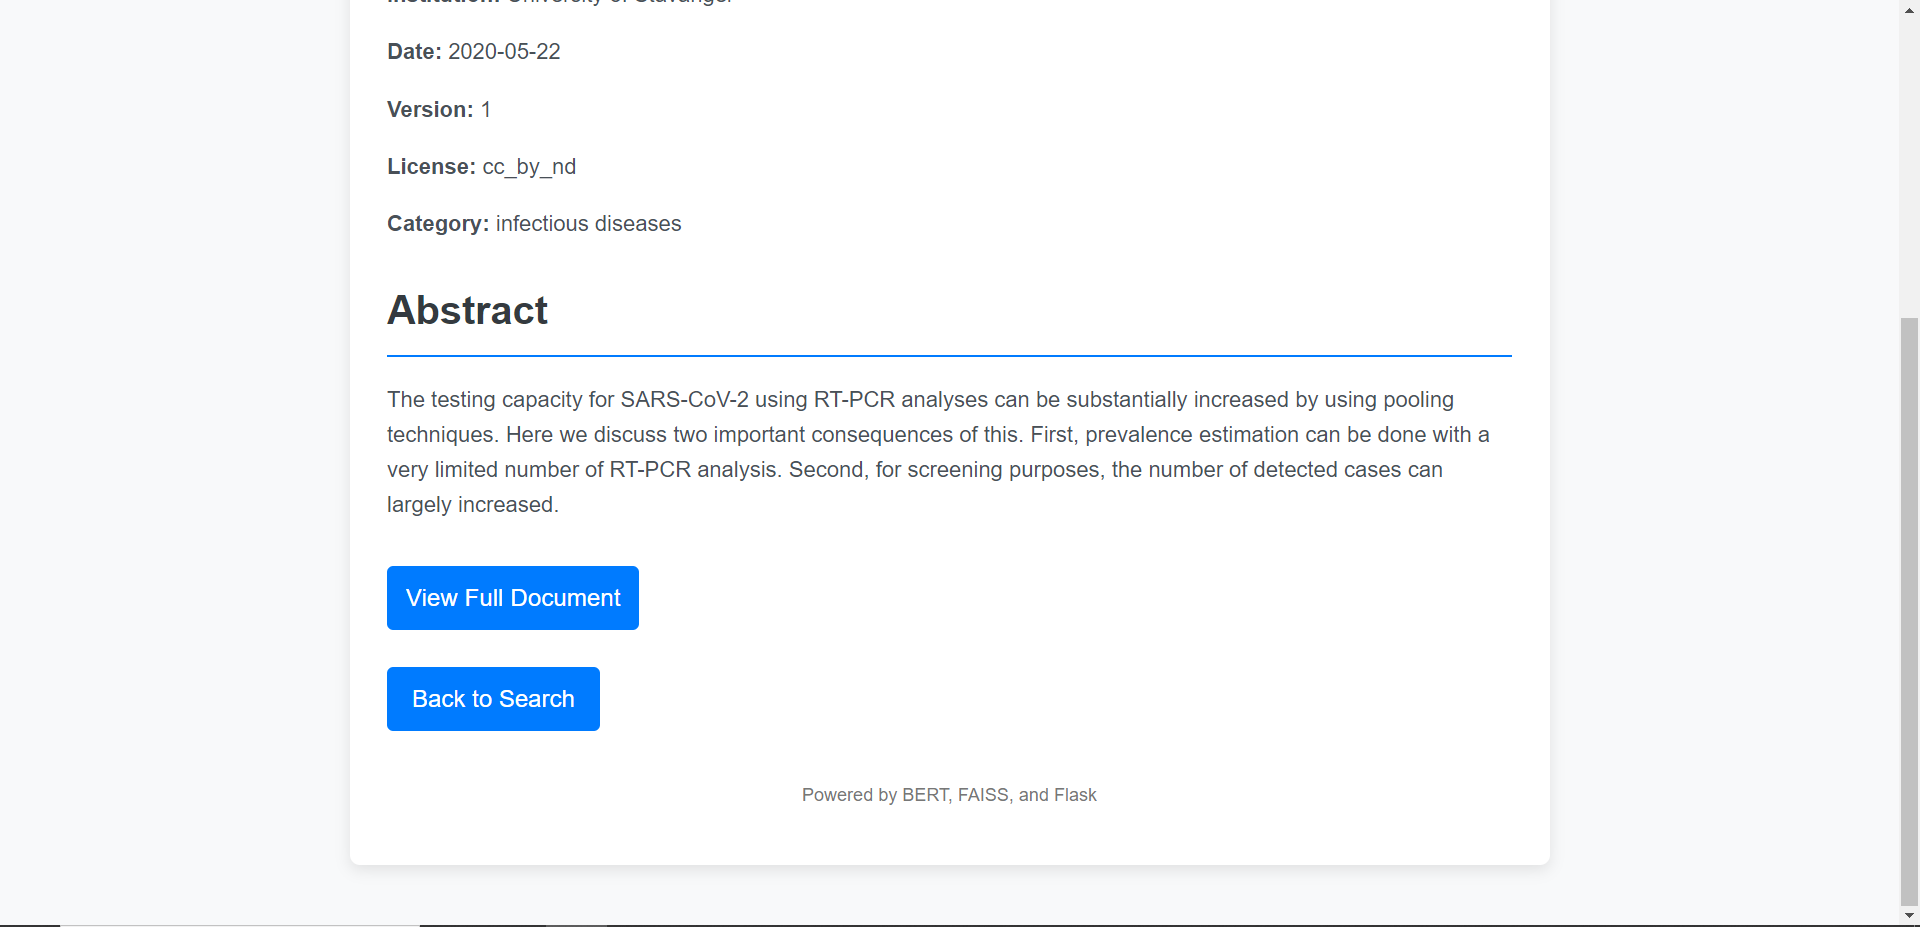 Institution: University of Stavanger
Date: 2020-05-22
Version: 1
License: cc_by_nd
Category: infectious diseases
Abstract
The testing capacity for SARS-CoV-2 using RT-PCR analyses can be substantially increased by using pooling
techniques. Here we discuss two important consequences of this. First, prevalence estimation can be done with a
very limited number of RT-PCR analysis. Second, for screening purposes, the number of detected cases can
largely increased.
View Full Document
Back to Search
Powered by BERT, FAISS, and Flask